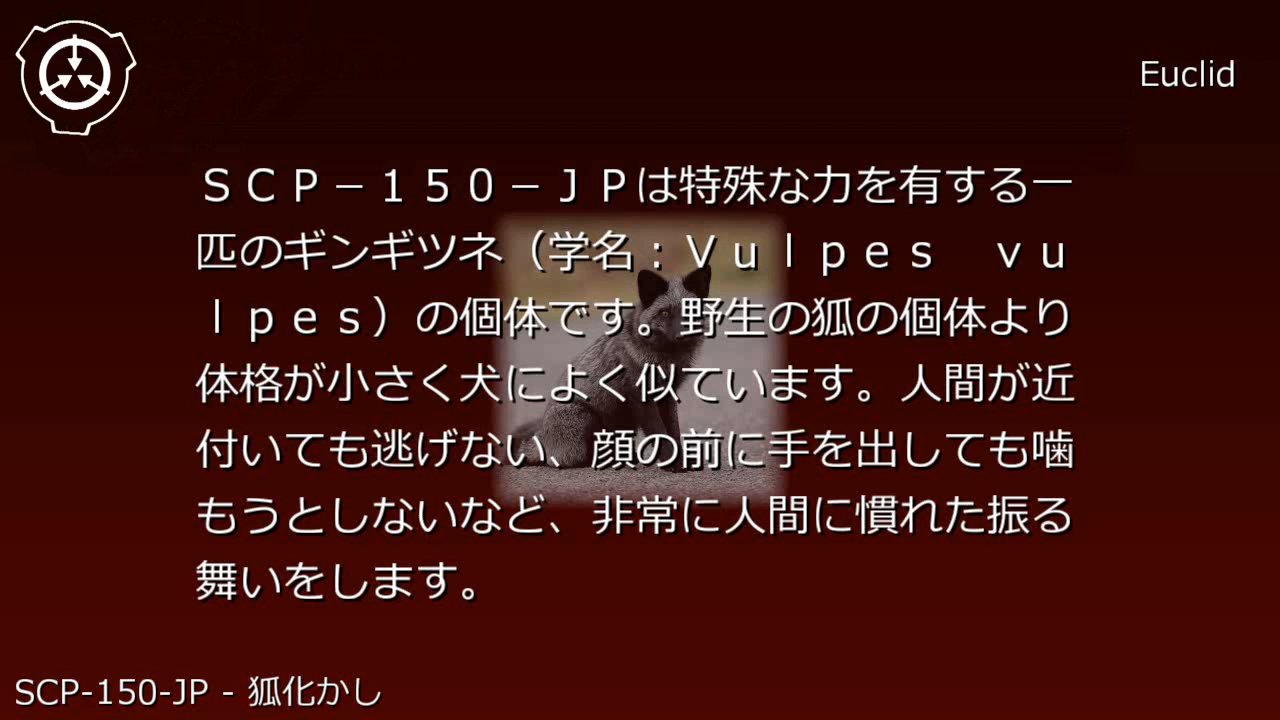 Euclid
ＳＣＰ－１５０－ＪＰは特殊な力を有する一
匹のギンギツネ（学名：Ｖｕｌｐｅｓ　ｖｕ
ｌｐｅｓ）の個体です。野生の狐の個体より
体格が小さく犬によく似ています。人間が近
付いても逃げない、顔の前に手を出しても噛
もうとしないなど、非常に人間に慣れた振る
舞いをします。
SCP-150-JP - 狐化かし